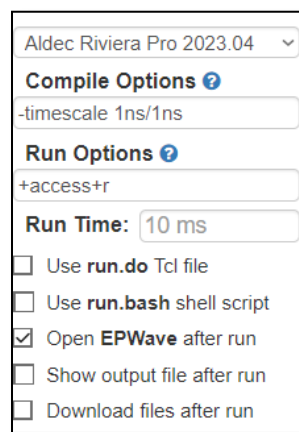 Aldec Riviera Pro 2023.04
Compile Options ?
-timescale 1ns/1ns
Run Options ?
+access+r
Run Time: 10 ms
Use run.do Tcl file
Use run.bash shell script
Open EPWave after run
Show output file after run
Download files after run